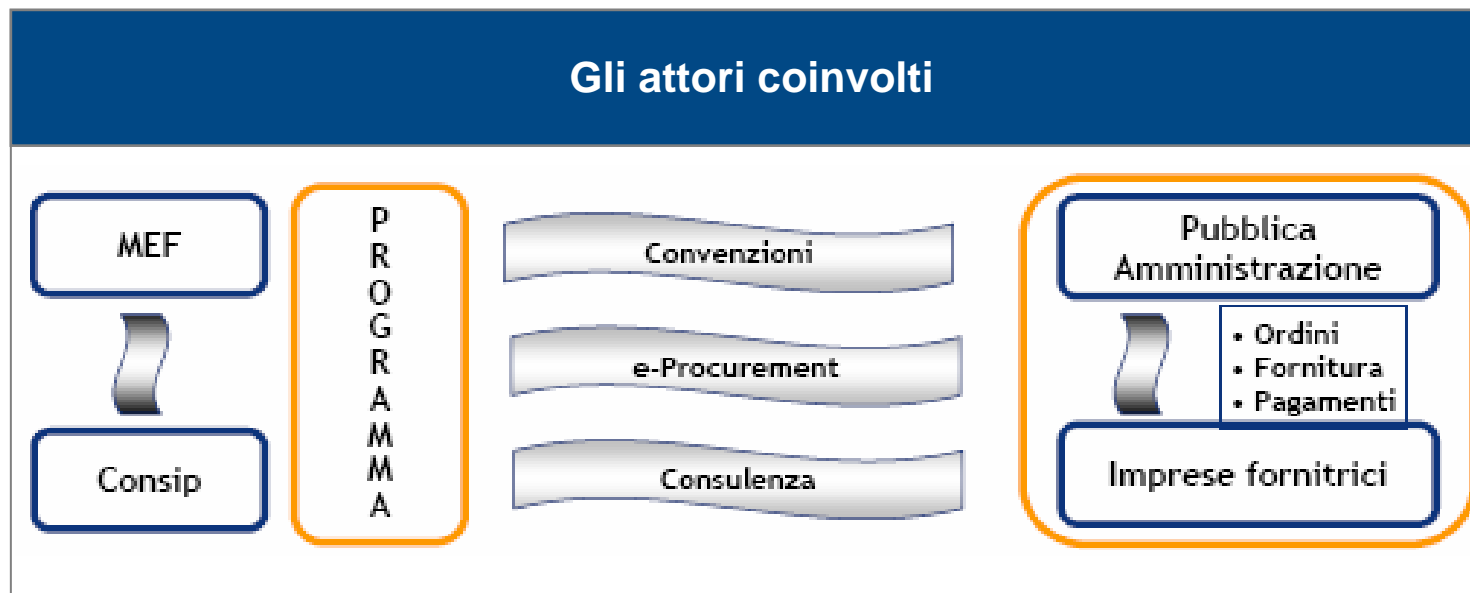 Gli attori coinvolti
MEF
Consip
PROGRAMMA
Convenzioni
e-Procurement
Consulenza
Pubblica
Amministrazione
• Ordini
• Fornitura
• Pagamenti
Imprese fornitrici